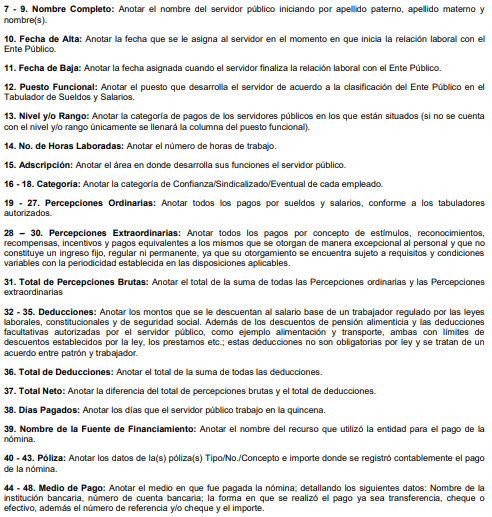 7 - 9. Nombre Completo: Anotar el nombre del servidor público iniciando por apellido paterno, apellido materno y
nombre(s).
10. Fecha de Alta: Anotar la fecha que se le asigna al servidor en el momento en que inicia la relación laboral con el
Ente Público.
11. Fecha de Baja: Anotar la fecha asignada cuando el servidor finaliza la relación laboral con el Ente Público.
12. Puesto Funcional: Anotar el puesto que desarrolla el servidor de acuerdo a la clasificación del Ente Público en el
Tabulador de Sueldos y Salarios.
13. Nivel y/o Rango: Anotar la categoría de pagos de los servidores públicos en los que están situados (si no se cuenta
con el nivel y/o rango únicamente se llenará la columna del puesto funcional).
14. No. de Horas Laboradas: Anotar el número de horas de trabajo.
15. Adscripción: Anotar el área en donde desarrolla sus funciones el servidor público.
16 - 18. Categoría: Anotar la categoría de Confianza/Sindicalizado/Eventual de cada empleado.
19 - 27. Percepciones Ordinarias: Anotar todos los pagos por sueldos y salarios, conforme a los tabuladores
autorizados.
28 – 30. Percepciones Extraordinarias: Anotar todos los pagos por concepto de estímulos, reconocimientos,
recompensas, incentivos y pagos equivalentes a los mismos que se otorgan de manera excepcional al personal y que no
constituye un ingreso fijo, regular ni permanente, ya que su otorgamiento se encuentra sujeto a requisitos y condiciones
variables con la periodicidad establecida en las disposiciones aplicables.
31. Total de Percepciones Brutas: Anotar el total de la suma de todas las Percepciones ordinarias y las Percepciones
extraordinarias
32 - 35. Deducciones: Anotar los montos que se le descuentan al salario base de un trabajador regulado por las leyes
laborales, constitucionales y de seguridad social. Además de los descuentos de pensión alimenticia y las deducciones
facultativas autorizadas por el servidor público, como ejemplo alimentación y transporte, ambas con límites de
descuentos establecidos por la ley, los prestamos etc.; estas deducciones no son obligatorias por ley y se tratan de un
acuerdo entre patrón y trabajador.
36. Total de Deducciones: Anotar el total de la suma de todas las deducciones.
37. Total Neto: Anotar la diferencia del total de percepciones brutas y el total de deducciones.
38. Días Pagados: Anotar los días que el servidor público trabajo en la quincena.
39. Nombre de la Fuente de Financiamiento: Anotar el nombre del recurso que utilizó la entidad para el pago de la
nómina.
40 - 43. Póliza: Anotar los datos de la(s) póliza(s) Tipo/No./Concepto e importe donde se registró contablemente el pago
de la nómina.
44 - 48. Medio de Pago: Anotar el medio en que fue pagada la nómina; detallando los siguientes datos: Nombre de la
institución bancaria, número de cuenta bancaria; la forma en que se realizó el pago ya sea transferencia, cheque o
efectivo, además el número de referencia y/o cheque y el importe.